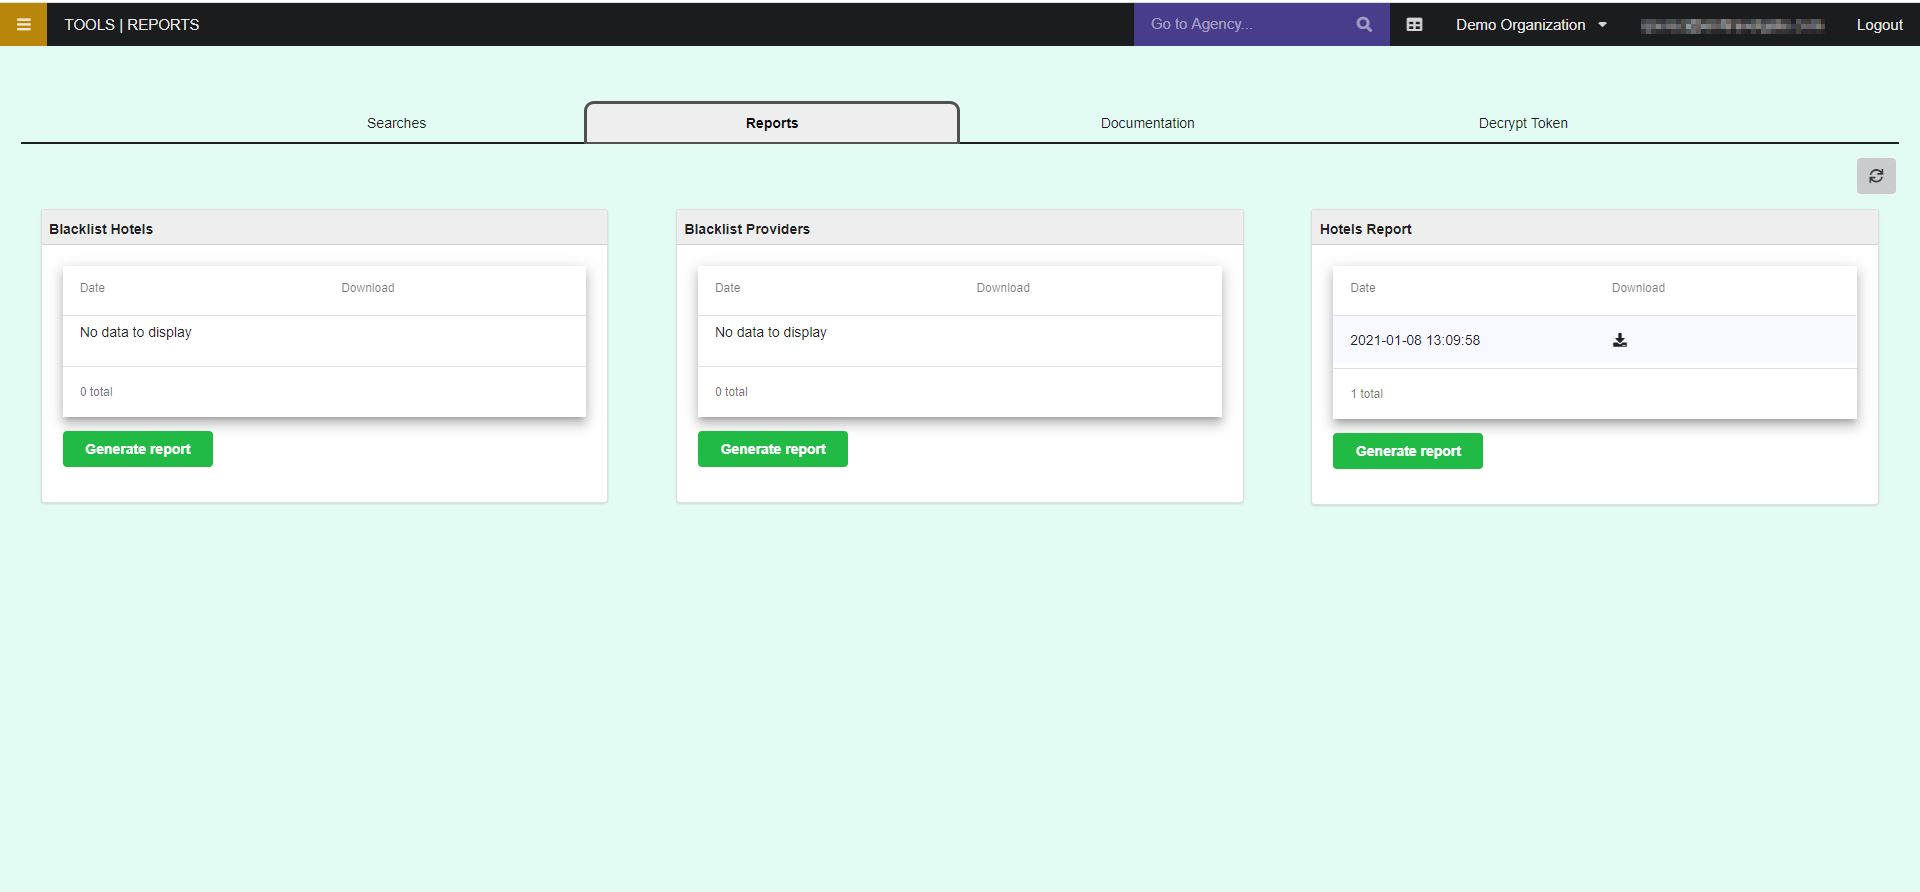 TOOLS | REPORTS
Go to Agency...
Demo Organization
Logout
Searches
Reports
Documentation
Decrypt Token
Blacklist Hotels
Date Download
No data to display
0 total
Generate report
Blacklist Providers
Date Download
No data to display
0 total
Generate report
Hotels Report
Date Download
2021-01-08 13:09:58
1 total
Generate report